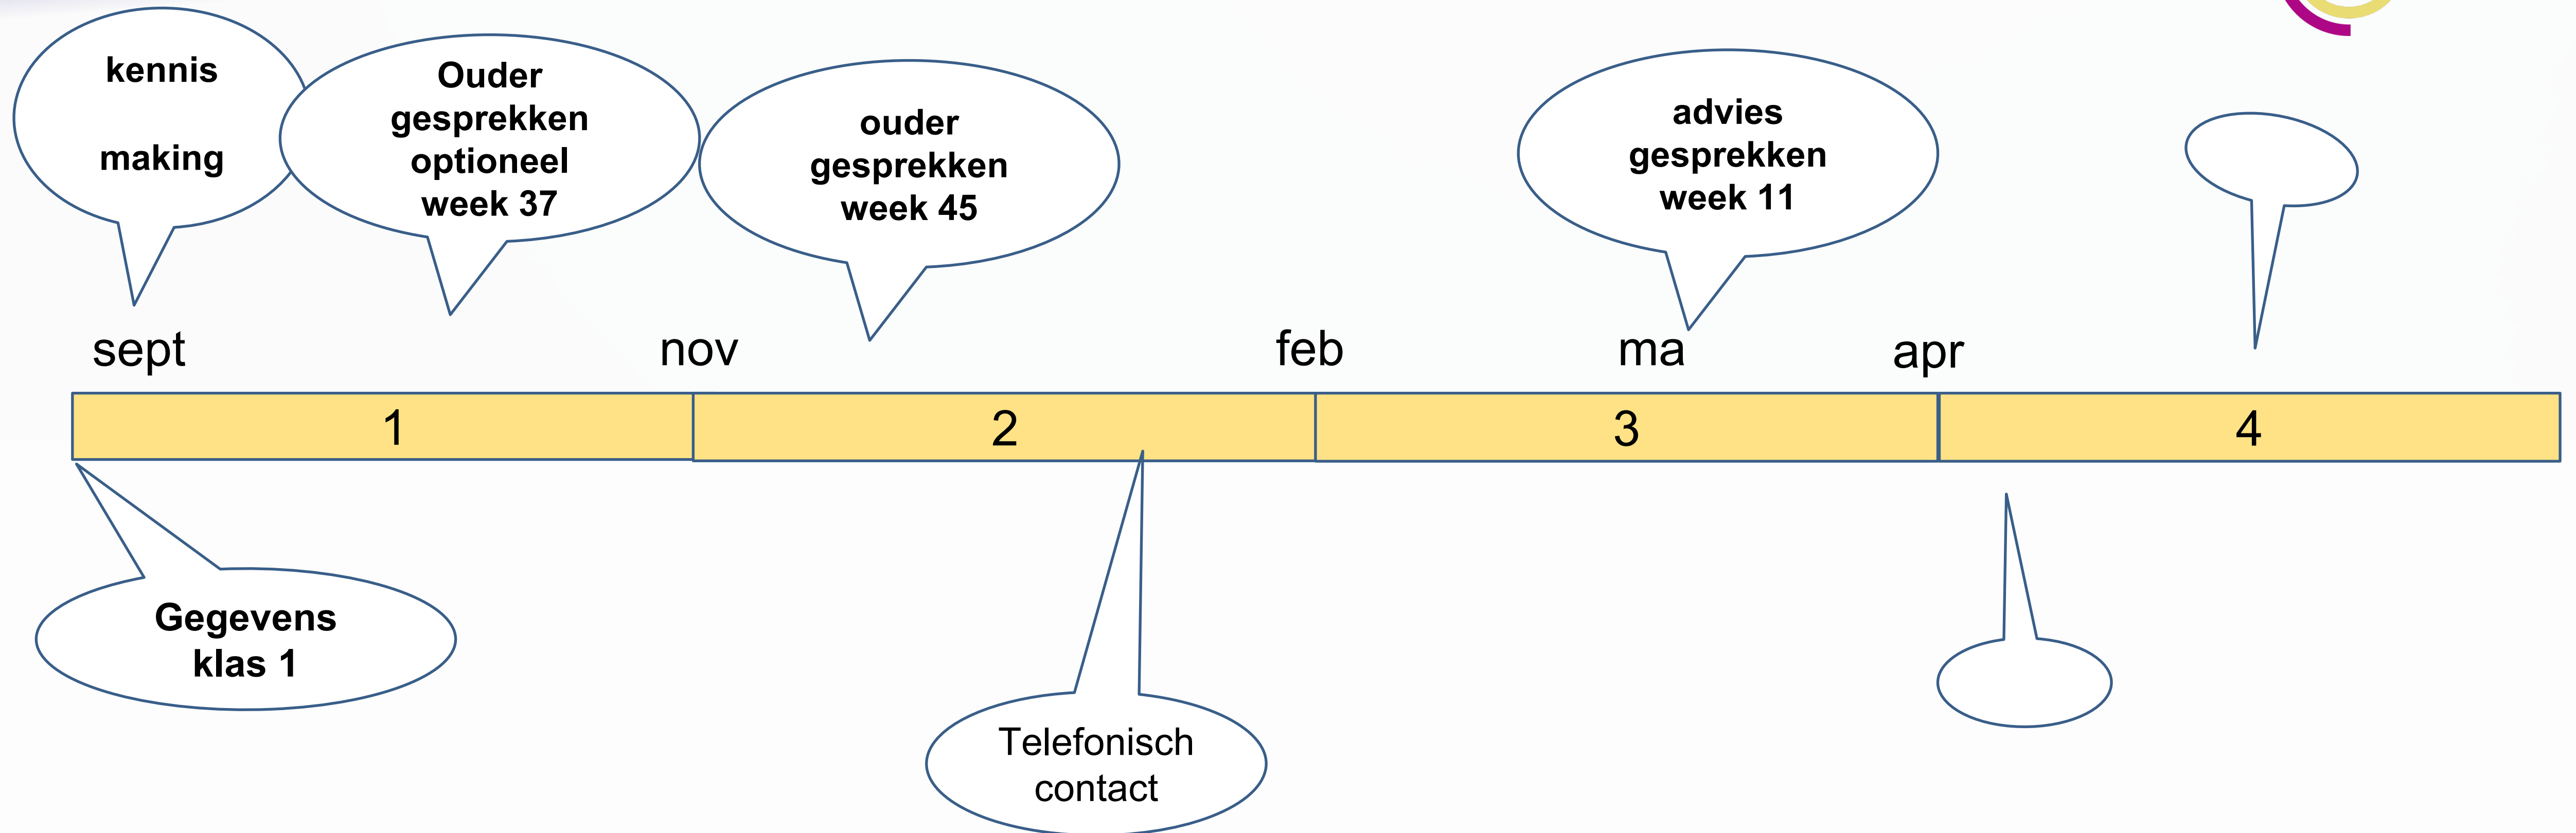 kennis
making
Ouder
gesprekken
optioneel
week 37
ouder
gesprekken
week 45
advies
gesprekken
week 11
sept
nov
feb
ma
apr
1
2
3
4
Gegevens
klas 1
Telefonisch
contact